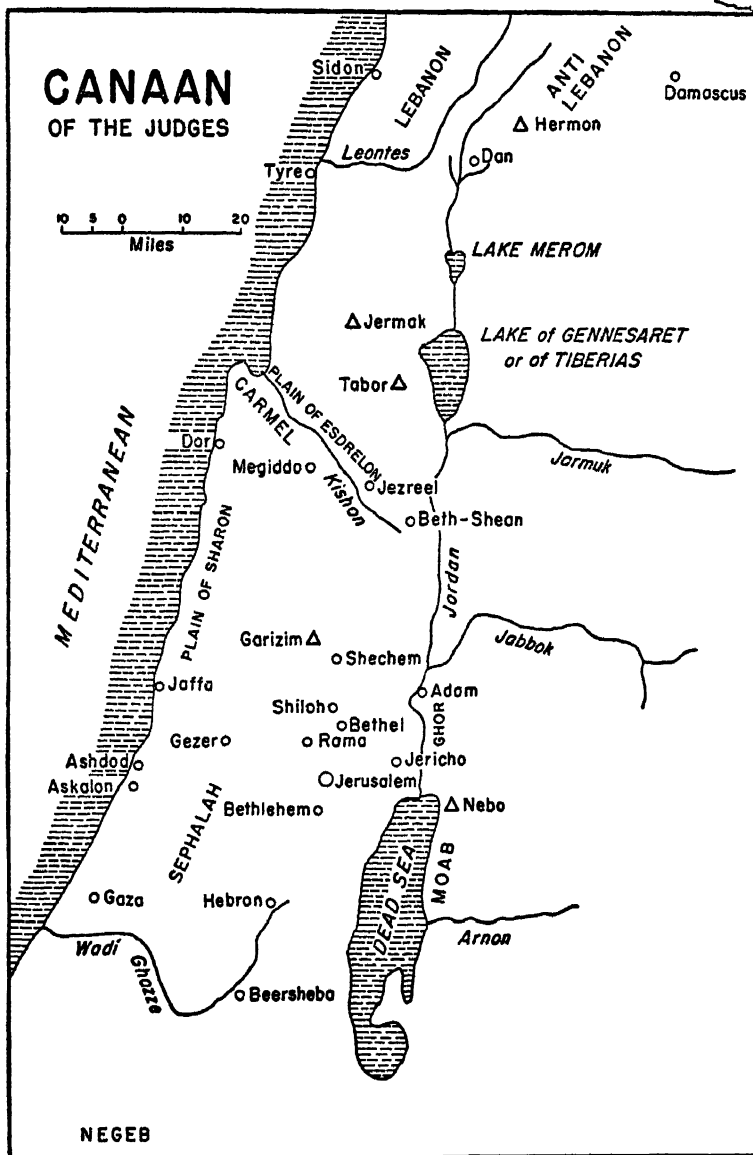 CANAAN
OF THE JUDGES
10 5 0 10 20
Miles
Sidon
LEBANON
ANTI
LEBANON
Damascus
Hermon
Leontes
Dan
Tyre
LAKE MEROM
Jermak
LAKE of GENNESARET
or of TIBERIAS
Tabor
PLAIN OF ESDRELON
CARMEL
MEDITERRANEAN
Dor
Megiddo
Kishon
Jezreel
Jarmuk
Beth-Shean
PLAIN OF SHARON
Jordan
Garizim
Shechem
Jabbok
Jaffa
Adam
Shiloh
GHOR
Bethel
Gezer
Rama
Jericho
Ashdod
Jerusalem
Askalon
Bethlehem
Nebo
SEPHALAH
DEAD SEA
MOAB
Gaza
Hebron
Arnon
Wadi
Ghazze
Beersheba
NEGEB